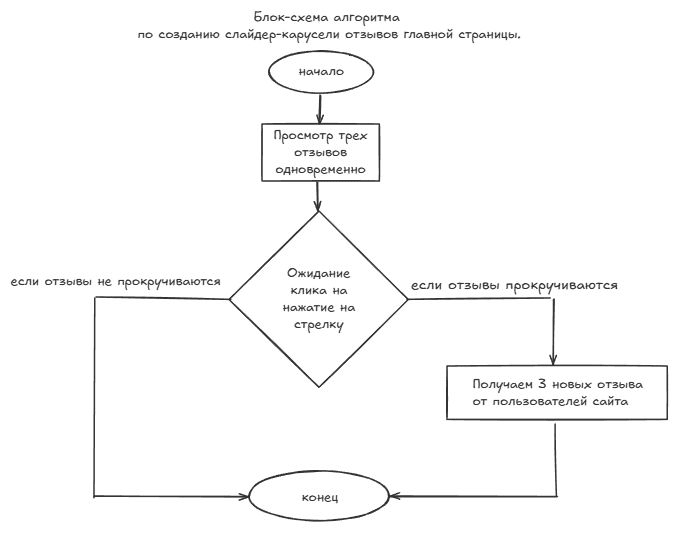 Блок-схема алгоритма
по созданию слайдер-карусели отзывов главной страницы.
начало
Просмотр трех
отзывов
одновременно
Ожидание
клика на
нажатие на
стрелку
если отзывы не прокручиваются
если отзывы прокручиваются
Получаем 3 новых отзыва
от пользователей сайта
конец